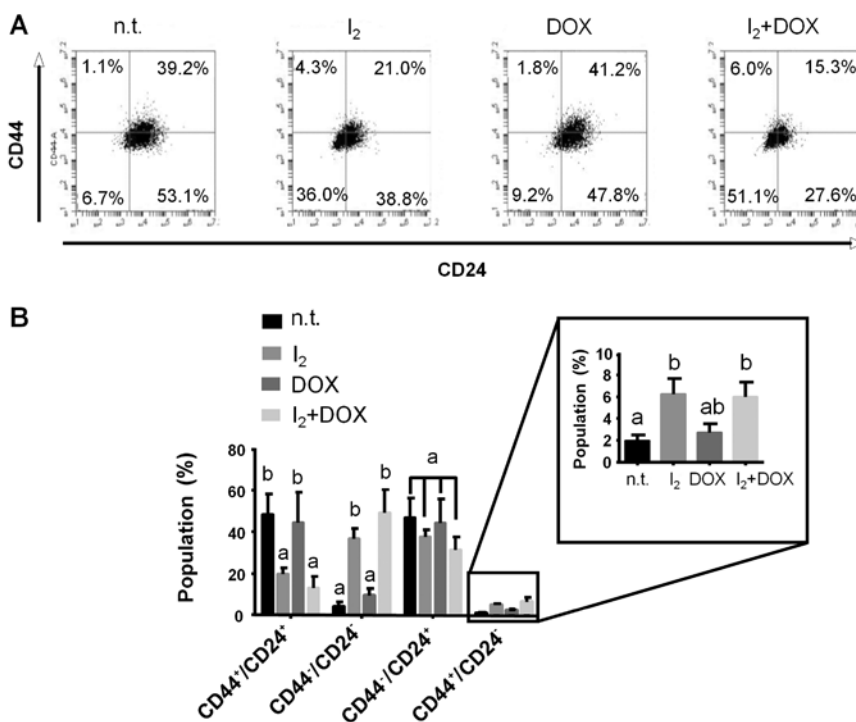 A
n.t.
I₂
DOX
I₂+DOX
1.1% 39.2%
6.7% 53.1%
4.3% 21.0%
36.0% 38.8%
1.8% 41.2%
9.2% 47.8%
6.0% 15.3%
51.1% 27.6%
CD44
CD24
B
n.t.
I₂
DOX
I₂+DOX
Population (%)
80
60
40
20
0
b a b a
a b a b
a
CD44⁺/CD24⁺
CD44⁻/CD24⁻
CD44⁻/CD24⁺
CD44⁺/CD24⁻
Population (%)
10
8
6
4
2
0
a b ab b
n.t. I₂ DOX I₂+DOX